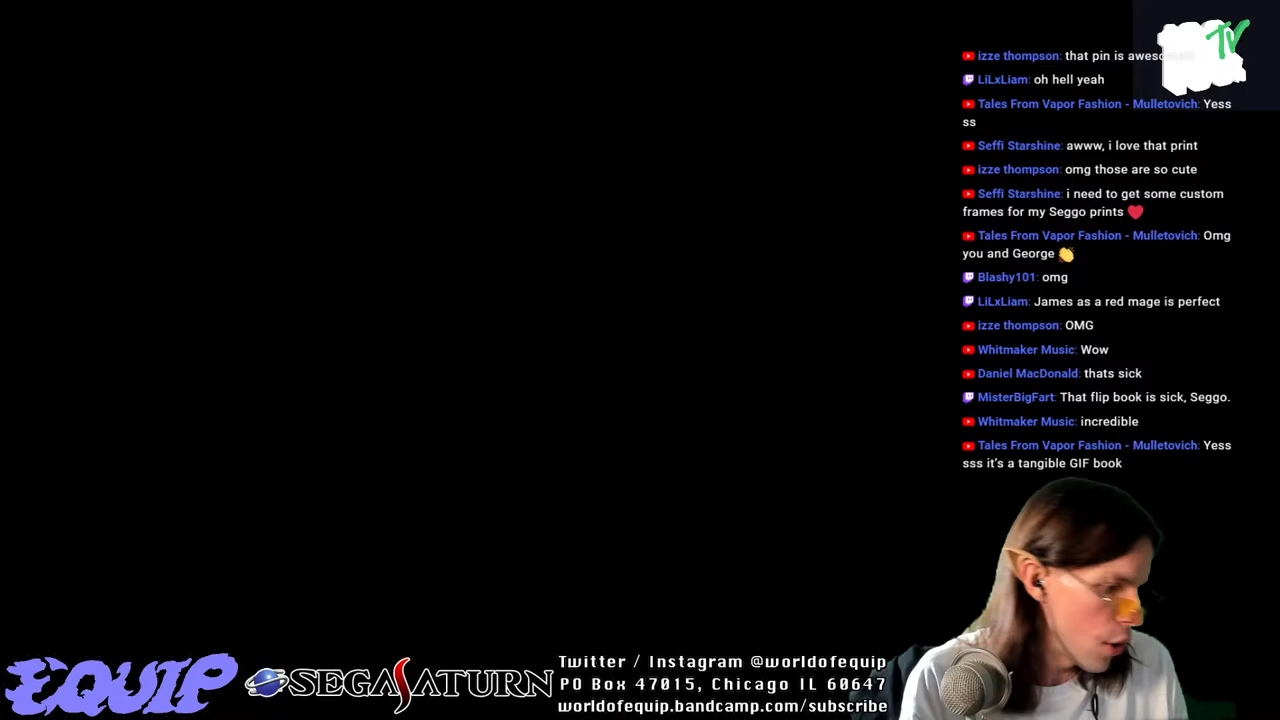 TV
izze thompson: that pin is
LiLxLiam: oh hell yeah
Tales From Vapor Fashion - Mulletovich: Yess
ss
Seffi Starshine: awww, i love that print
izze thompson: omg those are so cute
Seffi Starshine: i need to get some custom
frames for my Seggo prints
Tales From Vapor Fashion - Mulletovich: Omg
you and George
Blashy101: omg
LiLxLiam: James as a red mage is perfect
izze thompson: OMG
Whitmaker Music: Wow
Daniel MacDonald: thats sick
MisterBigFart: That flip book is sick, Seggo.
Whitmaker Music: incredible
Tales From Vapor Fashion - Mulletovich: Yess
sss it's a tangible GIF book
EQUIP
SEGA SATURN
Twitter / Instagram @worldofequip
PO Box 47015, Chicago IL 60647
worldofequip.bandcamp.com/subscribe